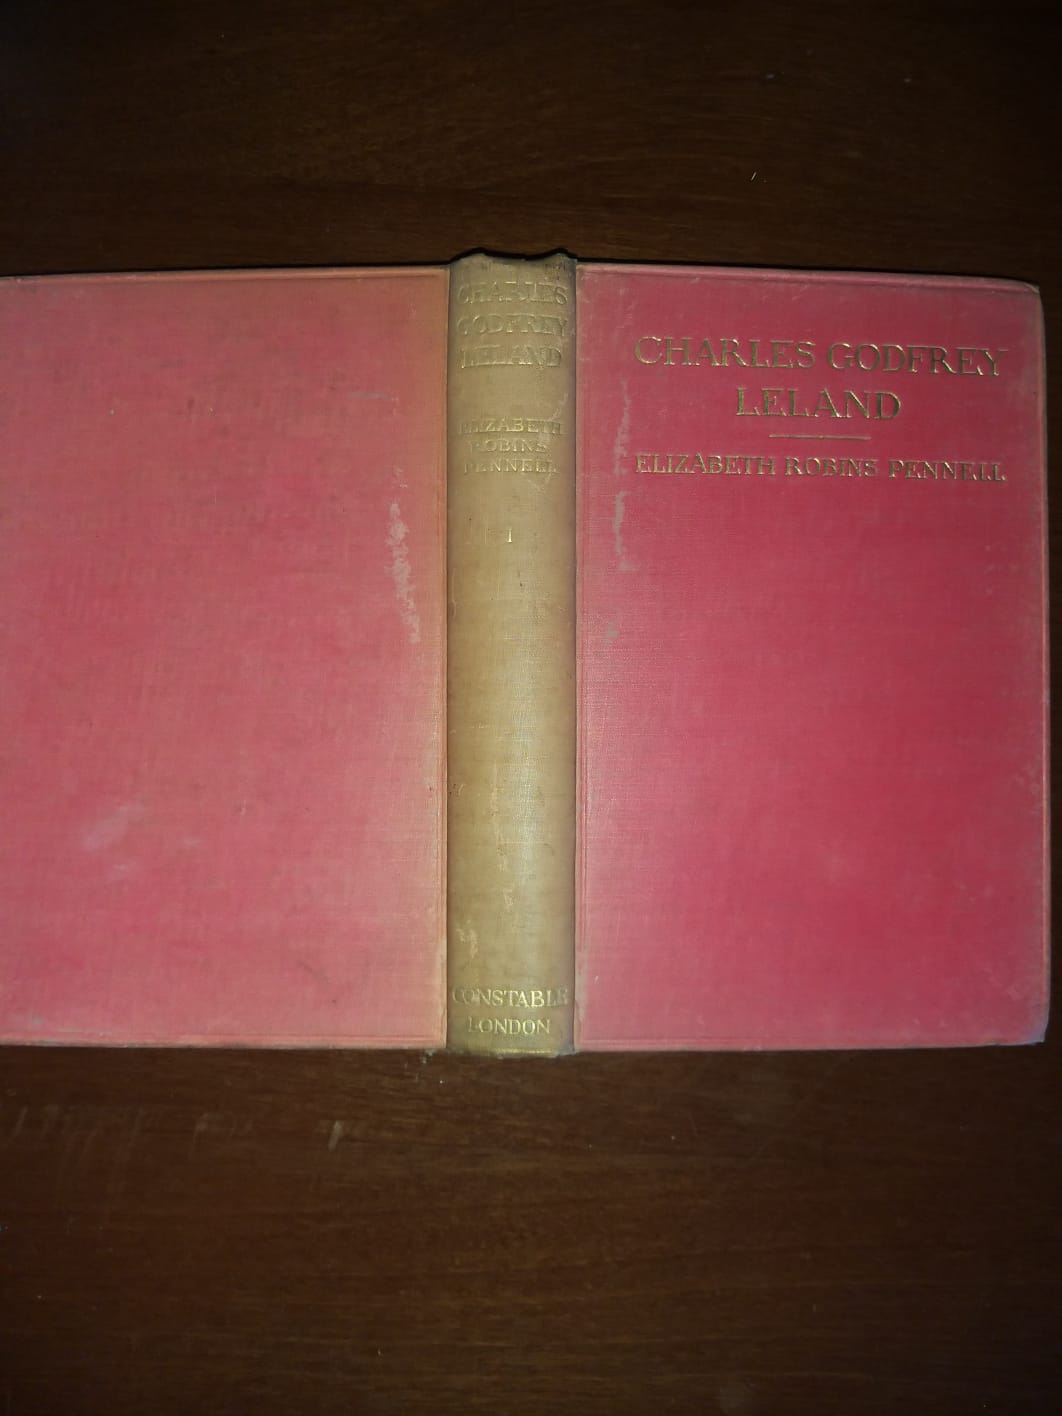 CHARLES
GODFREY
LELAND
ELIZABETH
ROBINS
PENNELL
I
CONSTABLE
LONDON
CHARLES GODFREY
LELAND
ELIZABETH ROBINS PENNELL